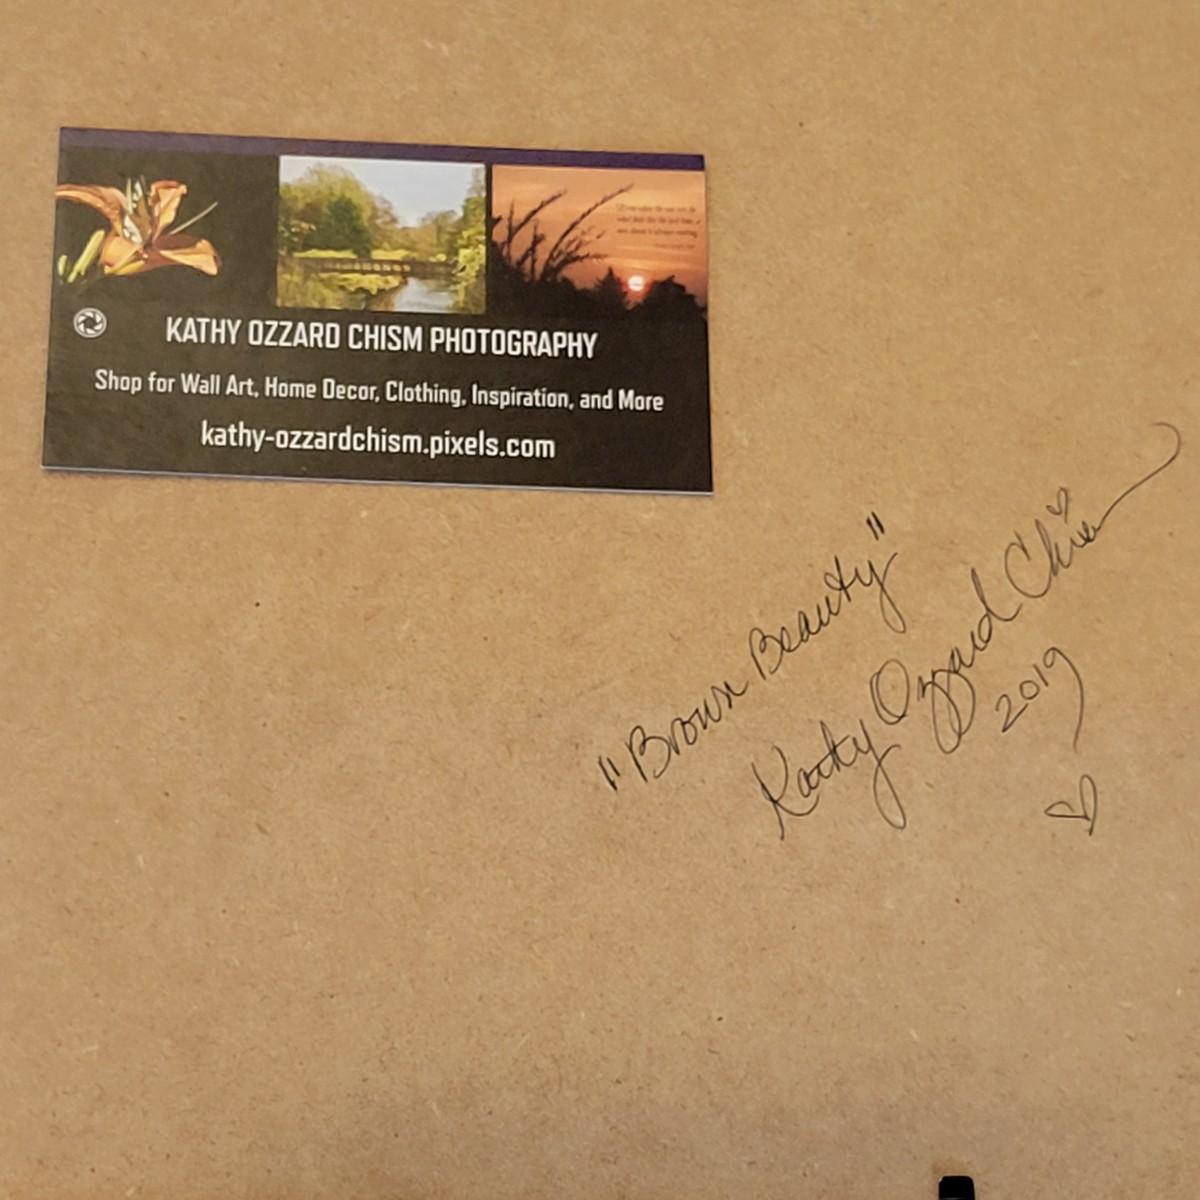 KATHY OZZARD CHISM PHOTOGRAPHY
Shop for Wall Art, Home Decor, Clothing, Inspiration, and More
kathy-ozzardchism.pixels.com
"Brown Beauty"
Kathy Ozzard Chism
2019